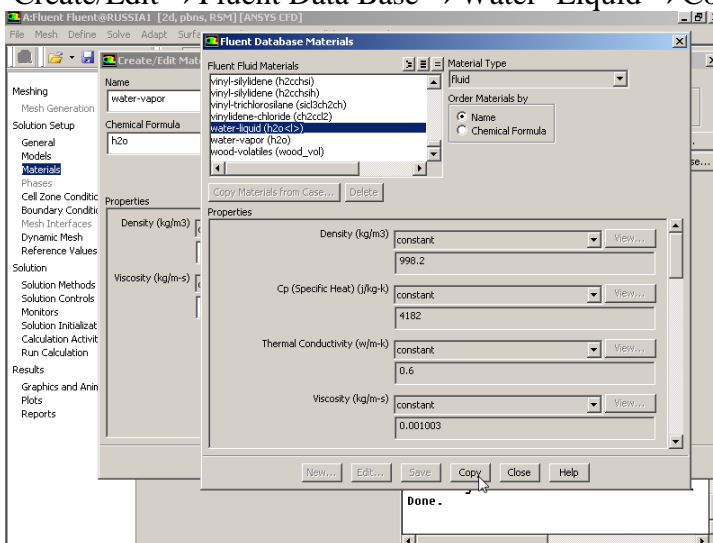 Create/Edit → Fluent Data Base → Water- Liquid → Co
A:Fluent Fluent@RUSSIA1 [2d, pbns, RSM] [ANSYS CFD]
File Mesh Define Solve Adapt Surfa
Meshing
Mesh Generation
Solution Setup
General
Models
Materials
Phases
Cell Zone Conditic
Boundary Conditic
Mesh Interfaces
Dynamic Mesh
Reference Values
Solution
Solution Methods
Solution Controls
Monitors
Solution Initializat
Calculation Activit
Run Calculation
Results
Graphics and Anin
Plots
Reports
Create/Edit Mat
Name
water-vapor
Chemical Formula
h2o
Properties
Density (kg/m3)
Viscosity (kg/m-s)
Fluent Database Materials
Fluent Fluid Materials
vinyl-silylidene (h2cchsi)
vinyl-silylidene (h2cchsih)
vinyl-trichlorosilane (sicl3ch2ch)
vinylidene-chloride (ch2ccl2)
water-liquid (h2o<l>)
water-vapor (h2o)
wood-volatiles (wood_vol)
Material Type
fluid
Order Materials by
Name
Chemical Formula
Copy Materials from Case... Delete
Properties
Density (kg/m3) constant View...
998.2
Cp (Specific Heat) (j/kg-k) constant View...
4182
Thermal Conductivity (w/m-k) constant View...
0.6
Viscosity (kg/m-s) constant View...
0.001003
New... Edit... Save Copy Close Help
se...
Done.